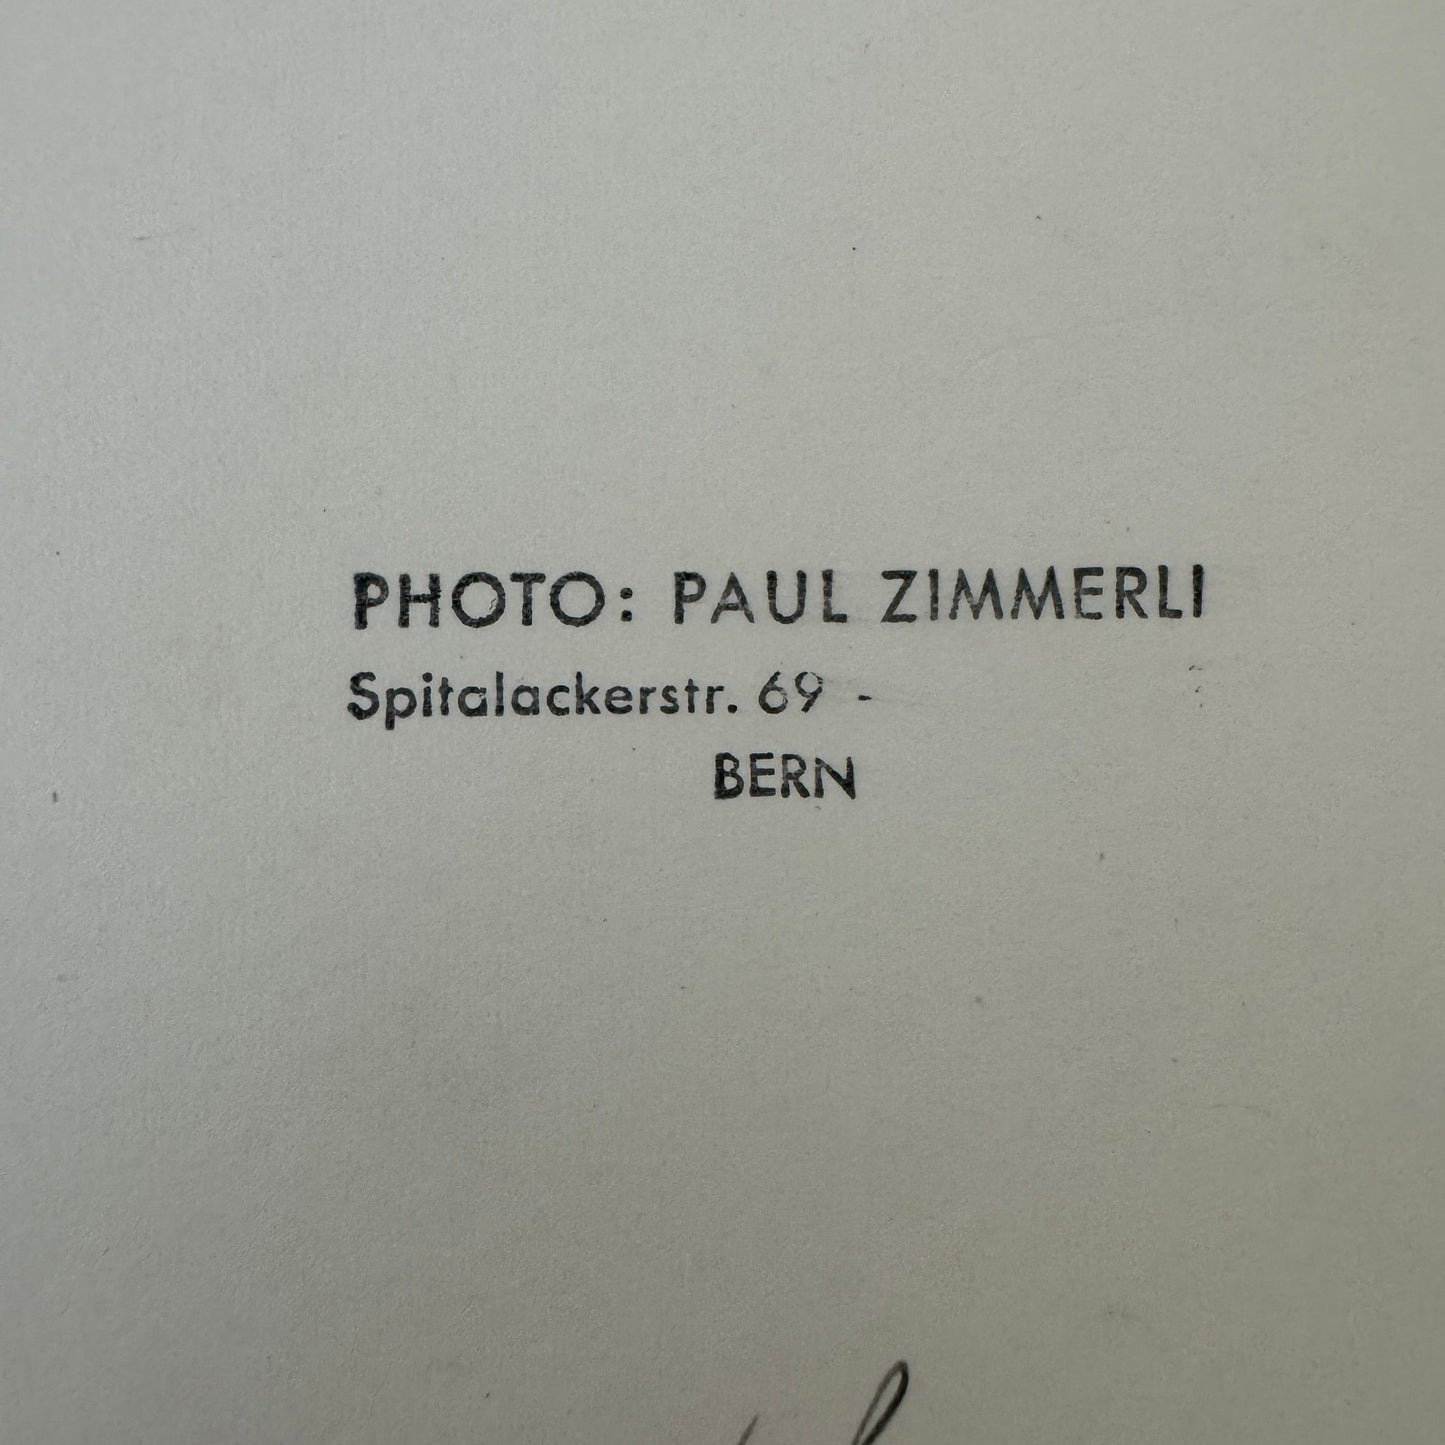 PHOTO: PAUL ZIMMERLI
Spitalackerstr. 69 -
BERN